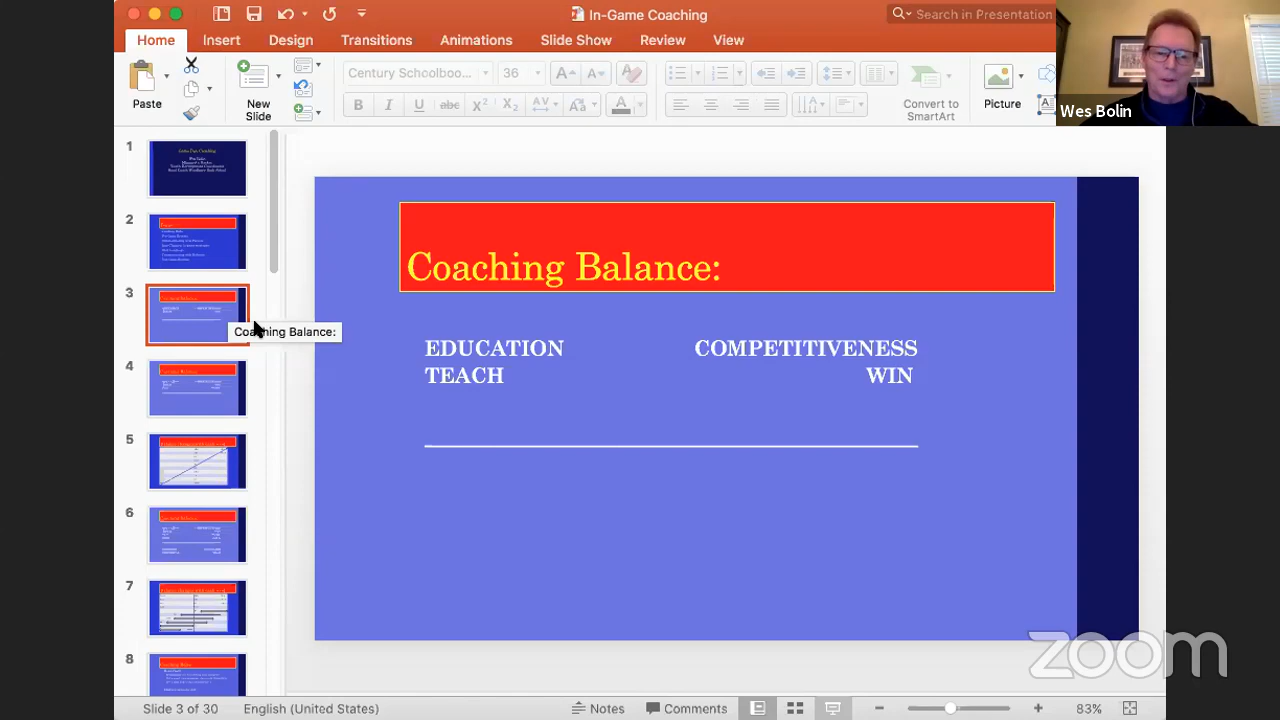 In-Game Coaching
Search in Presentation
Home Insert Design Transitions Animations Slide Show Review View
Century Schoolboo... 36
Paste
New Slide
Convert to SmartArt
Picture
Wes Bolin
1
2
3
4
5
6
7
8
Coaching Balance:
Coaching Balance:
EDUCATION COMPETITIVENESS
TEACH WIN
zoom
Slide 3 of 30 English (United States) Notes Comments 83%